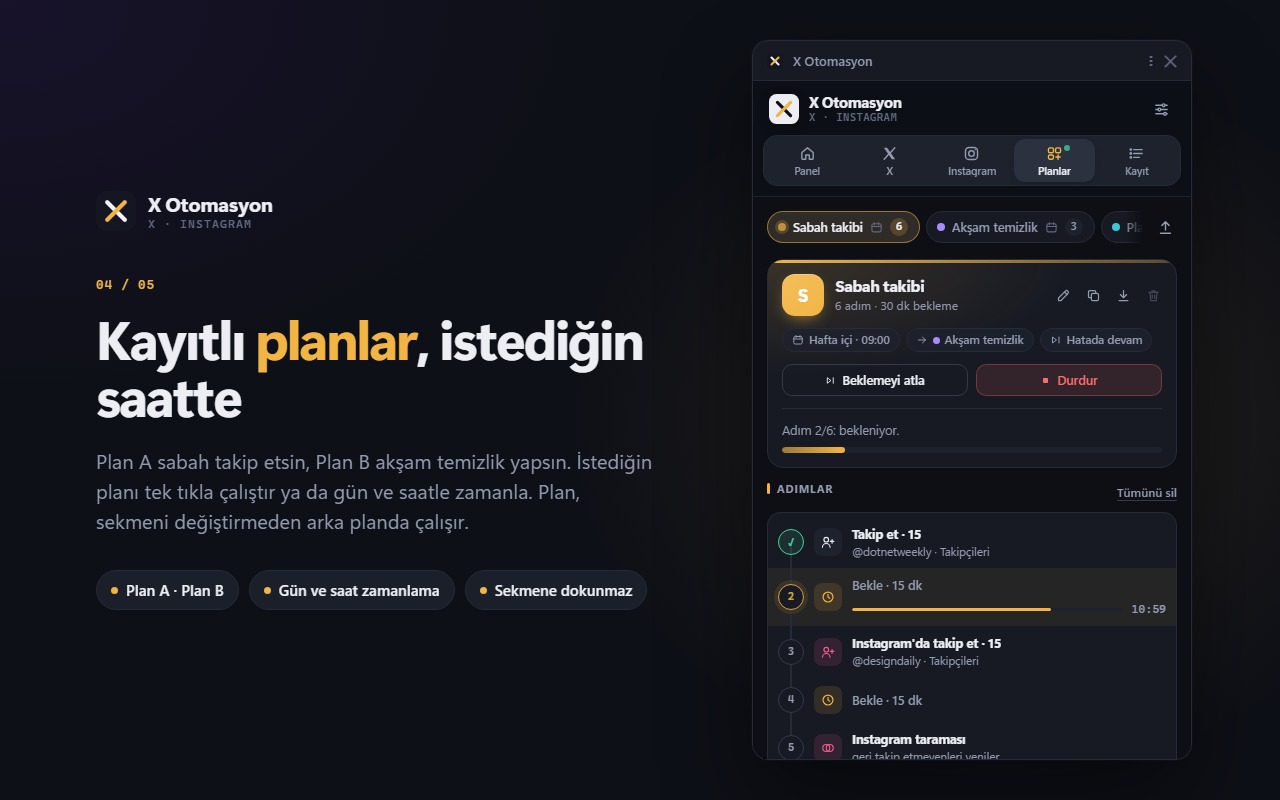 X Otomasyon
X · INSTAGRAM
04 / 05
Kayıtlı planlar, istediğin
saatte
Plan A sabah takip etsin, Plan B akşam temizlik yapsın. İstediğin
planı tek tıkla çalıştır ya da gün ve saatle zamanla. Plan,
sekmeni değiştirmeden arka planda çalışır.
Plan A · Plan B
Gün ve saat zamanlama
Sekmene dokunmaz
X Otomasyon
X Otomasyon
X · INSTAGRAM
Panel
X
Instagram
Planlar
Kayıt
Sabah takibi 6
Akşam temizlik 3
Sabah takibi
S
6 adım · 30 dk bekleme
Hafta içi · 09:00
→ Akşam temizlik
Hatada devam
Beklemeyi atla
Durdur
Adım 2/6: bekleniyor.
ADIMLAR
Tümünü sil
Takip et · 15
@dotnetweekly · Takipçileri
2
Bekle · 15 dk
10:59
3
Instagram'da takip et · 15
@designdaily · Takipçileri
4
Bekle · 15 dk
5
Instagram taraması
geri takip etmeyenleri yeniler